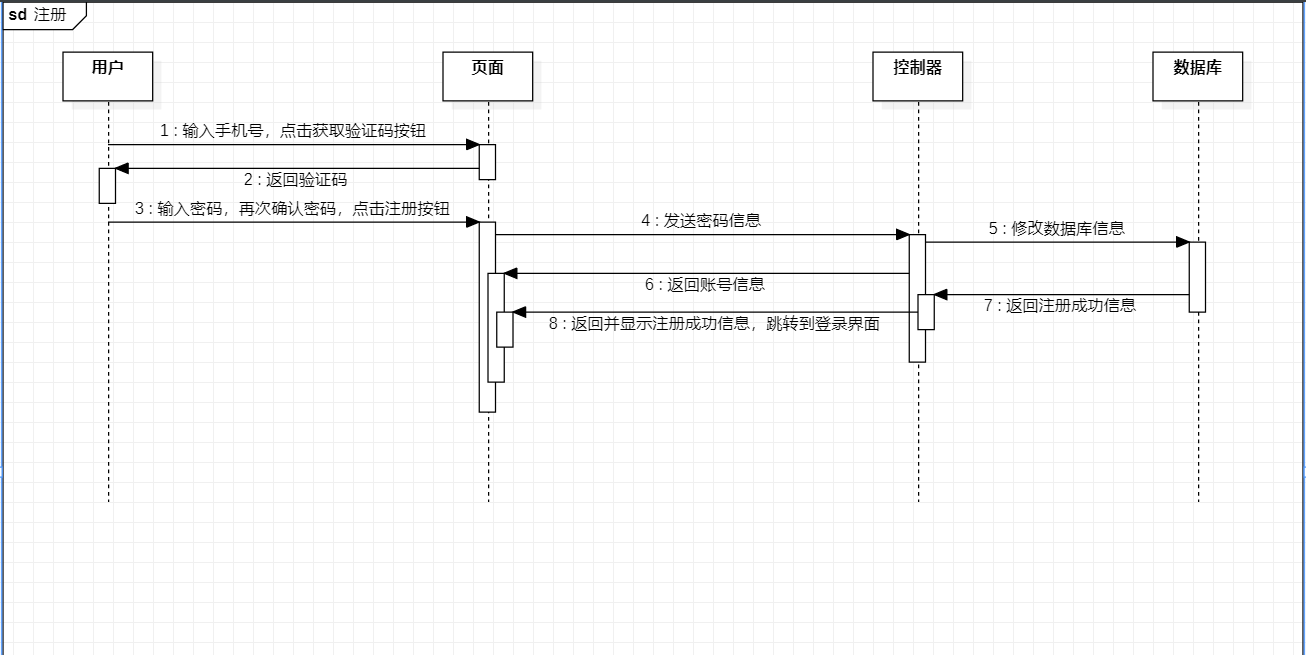 sd 注册
用户
页面
控制器
数据库
1 : 输入手机号，点击获取验证码按钮
2 : 返回验证码
3 : 输入密码，再次确认密码，点击注册按钮
4 : 发送密码信息
5 : 修改数据库信息
6 : 返回账号信息
7 : 返回注册成功信息
8 : 返回并显示注册成功信息，跳转到登录界面